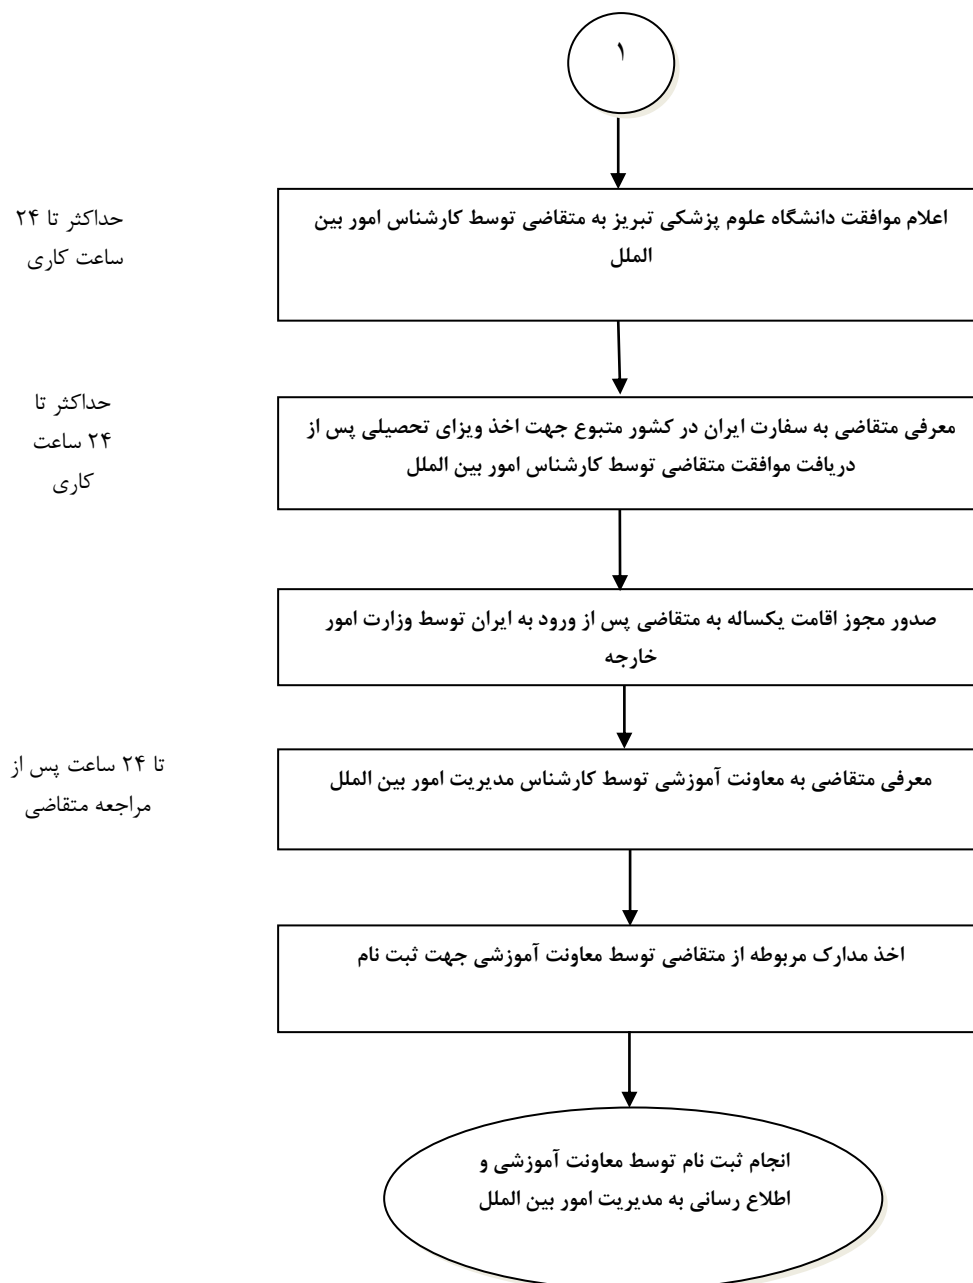 ۱
اعلام موافقت دانشگاه علوم پزشکی تبریز به متقاضی توسط کارشناس امور بین
الملل
حداکثر تا ۲۴
ساعت کاری
معرفی متقاضی به سفارت ایران در کشور متبوع جهت اخذ ویزای تحصیلی پس از
دریافت موافقت متقاضی توسط کارشناس امور بین الملل
حداکثر تا
۲۴ ساعت
کاری
صدور مجوز اقامت یکساله به متقاضی پس از ورود به ایران توسط وزارت امور
خارجه
معرفی متقاضی به معاونت آموزشی توسط کارشناس مدیریت امور بین الملل
تا ۲۴ ساعت پس از
مراجعه متقاضی
اخذ مدارک مربوطه از متقاضی توسط معاونت آموزشی جهت ثبت نام
انجام ثبت نام توسط معاونت آموزشی و
اطلاع رسانی به مدیریت امور بین الملل